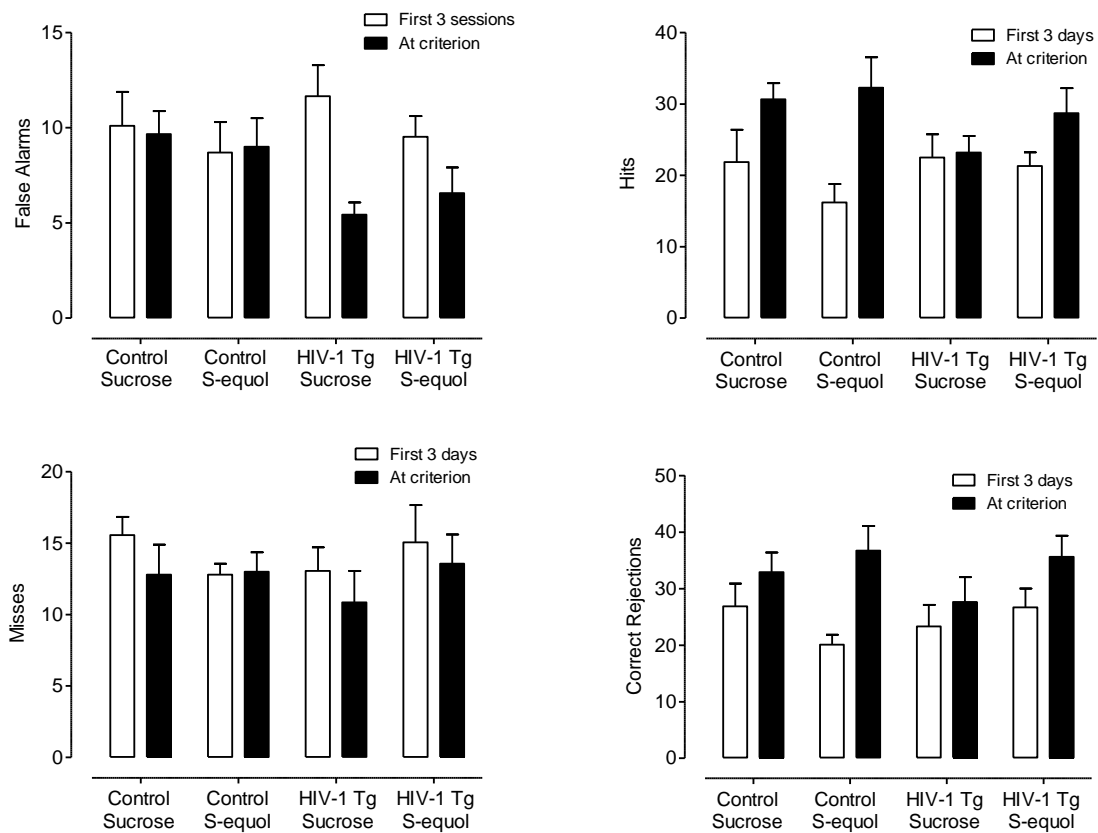 First 3 sessions
At criterion
15
10
5
0
False Alarms
Control
Sucrose
Control
S-equol
HIV-1 Tg
Sucrose
HIV-1 Tg
S-equol
First 3 days
At criterion
40
30
20
10
0
Hits
Control
Sucrose
Control
S-equol
HIV-1 Tg
Sucrose
HIV-1 Tg
S-equol
First 3 days
At criterion
20
15
10
5
0
Misses
Control
Sucrose
Control
S-equol
HIV-1 Tg
Sucrose
HIV-1 Tg
S-equol
First 3 days
At criterion
50
40
30
20
10
0
Correct Rejections
Control
Sucrose
Control
S-equol
HIV-1 Tg
Sucrose
HIV-1 Tg
S-equol